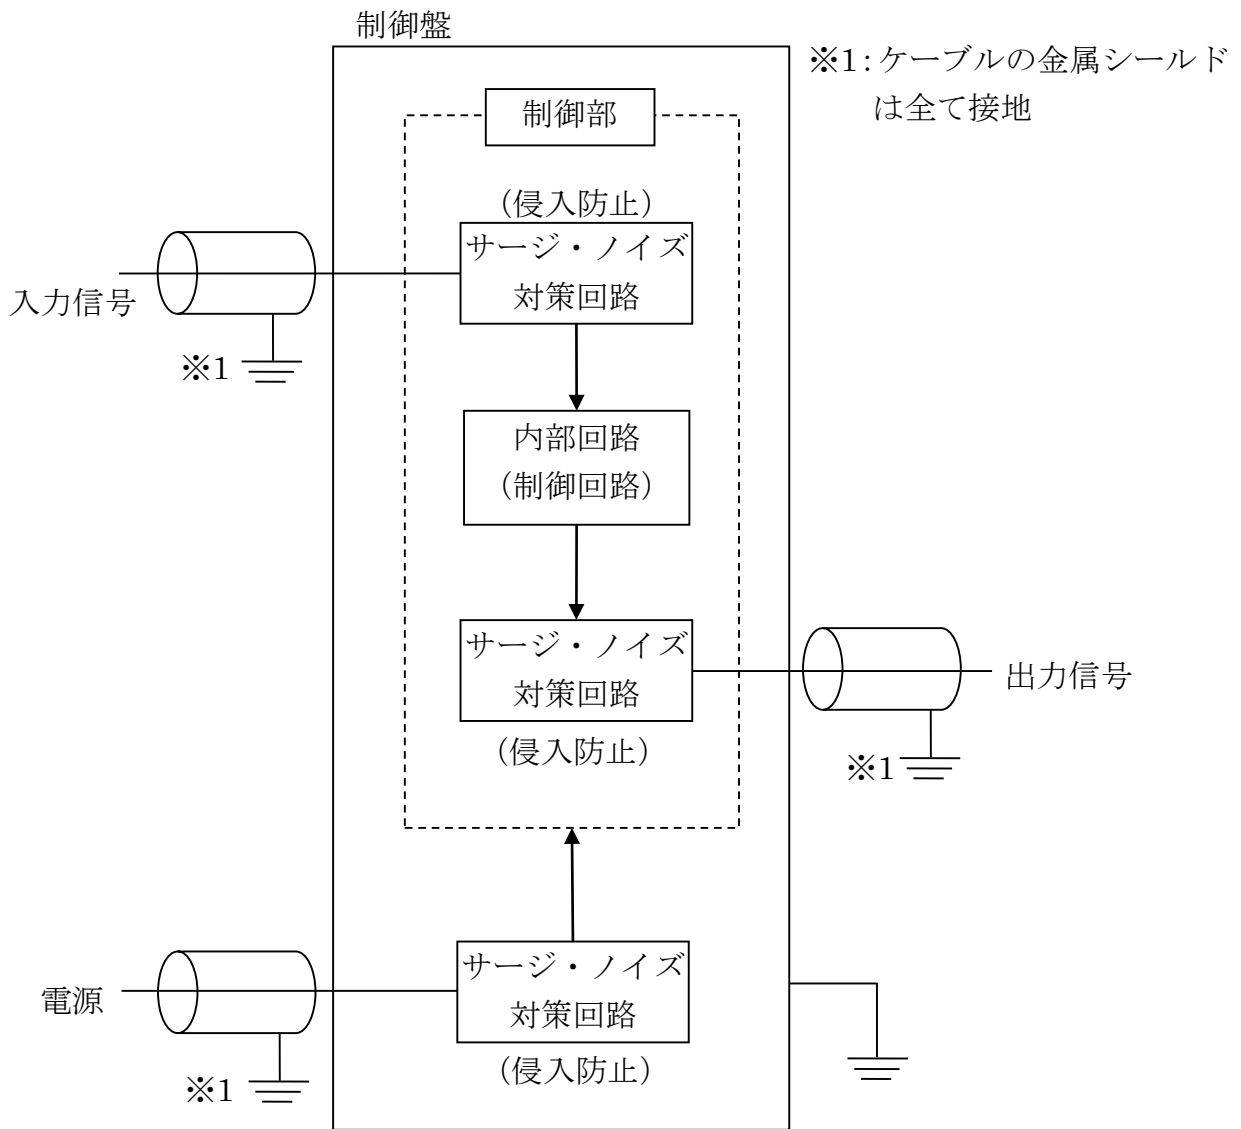 制御盤
※1:ケーブルの金属シールド
は全て接地
制御部
(侵入防止)
サージ・ノイズ
対策回路
入力信号
※1
内部回路
(制御回路)
サージ・ノイズ
対策回路
(侵入防止)
出力信号
※1
サージ・ノイズ
対策回路
(侵入防止)
電源
※1